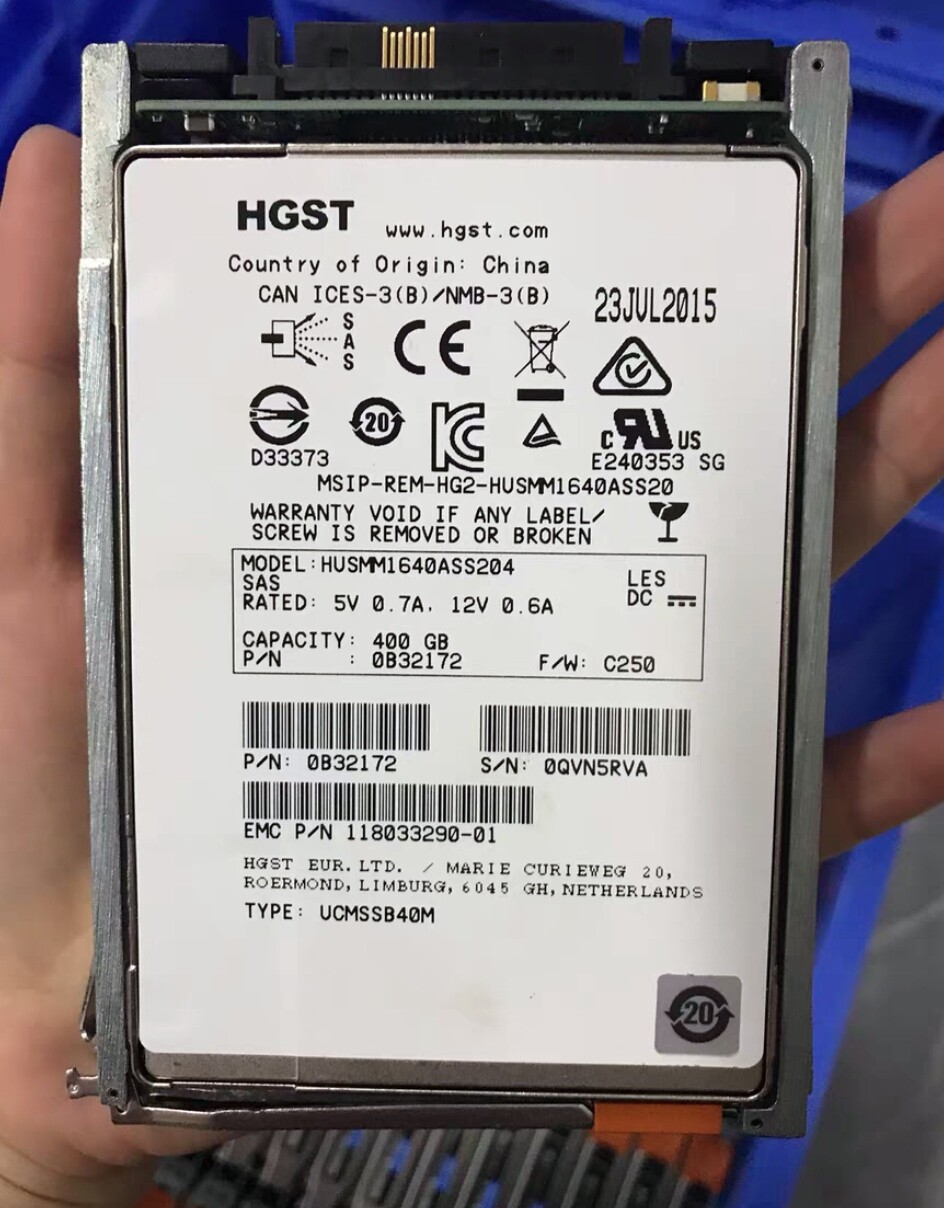 HGST www.hgst.com
Country of Origin: China
CAN ICES-3(B)/NMB-3(B)
23JUL2015
SAS
CE
D33373
20
KC
C RU US
E240353 SG
MSIP-REM-HG2-HUSMM1640ASS20
WARRANTY VOID IF ANY LABEL/
SCREW IS REMOVED OR BROKEN
MODEL:HUSMM1640ASS204
SAS
LES
RATED: 5V 0.7A, 12V 0.6A
DC
CAPACITY: 400 GB
P/N : 0B32172 F/W: C250
P/N: 0B32172 S/N: 0QVN5RVA
EMC P/N 118033290-01
HGST EUR.LTD. / MARIE CURIEWEG 20,
ROERMOND, LIMBURG, 6045 GH, NETHERLANDS
TYPE: UCMSSB40M
20